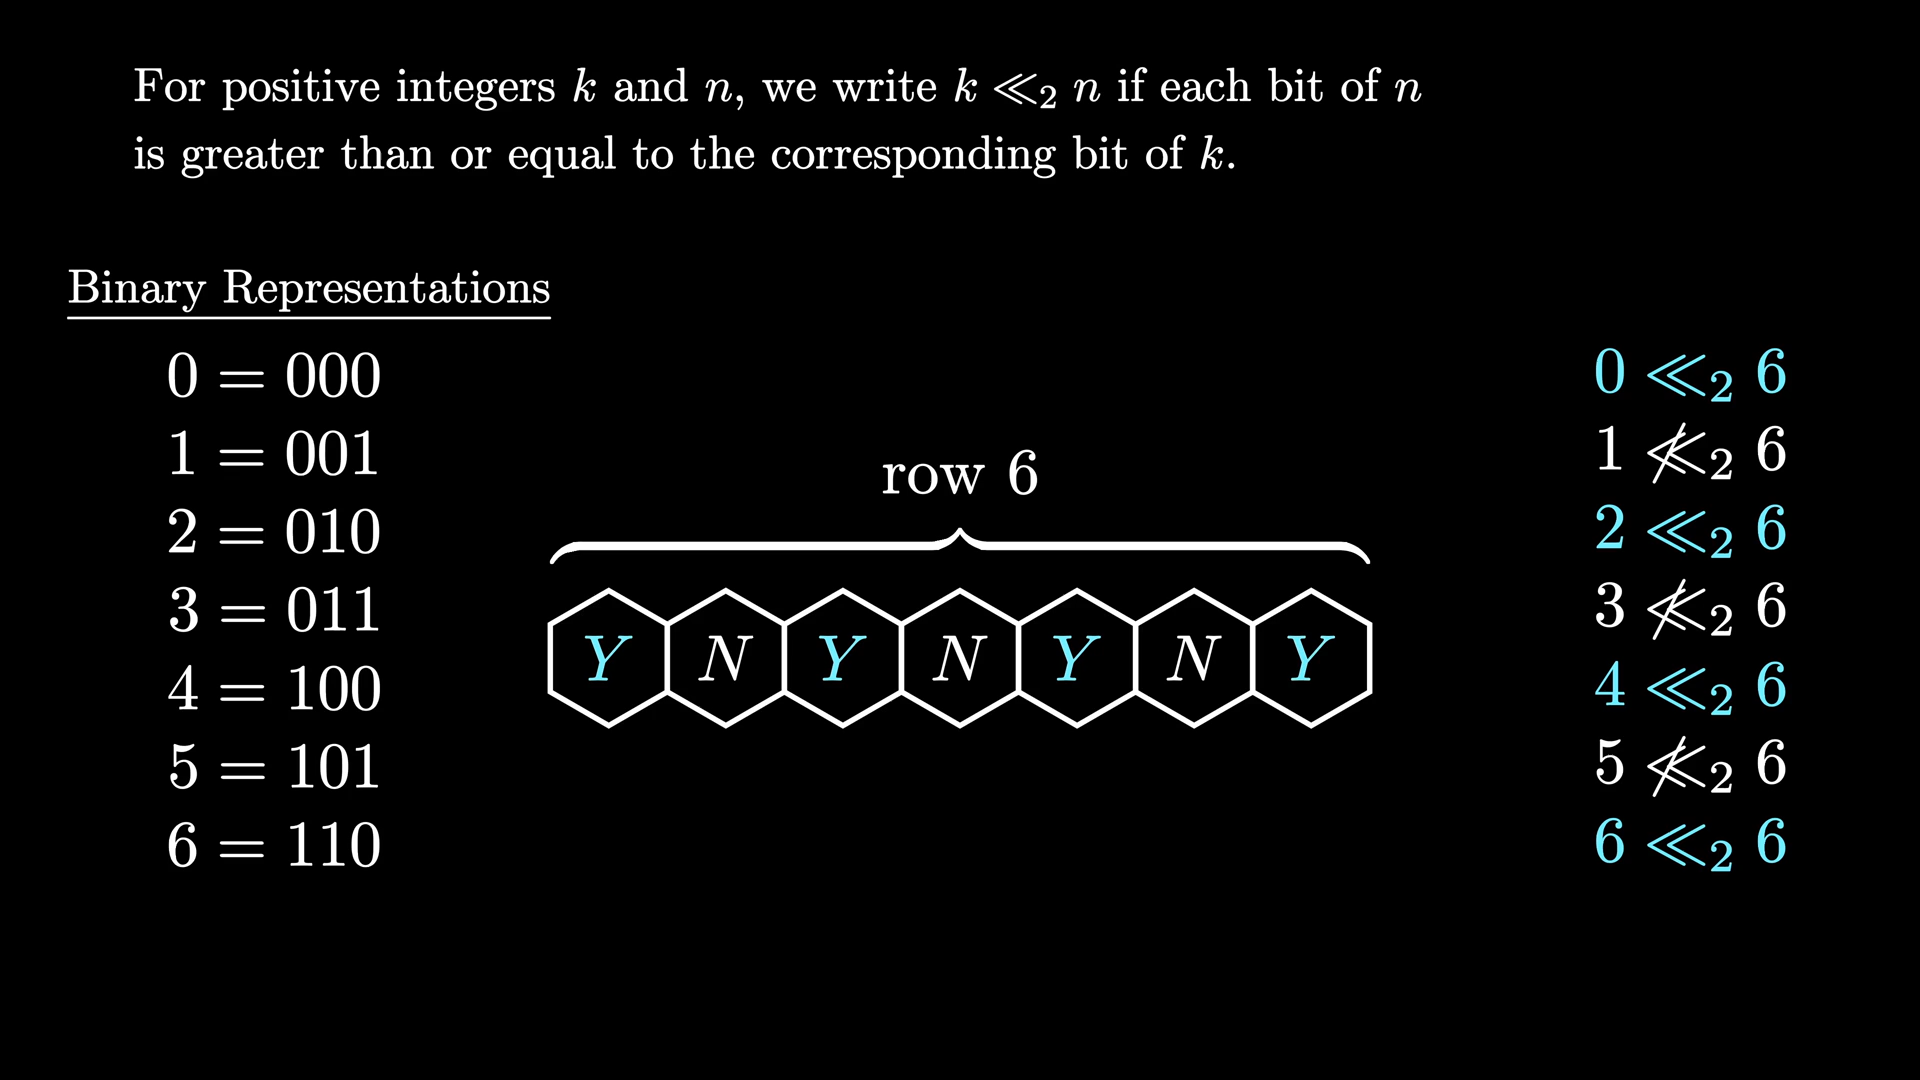 For positive integers k and n, we write k ≪₂ n if each bit of n
is greater than or equal to the corresponding bit of k.
Binary Representations
0 = 000
1 = 001
2 = 010
3 = 011
4 = 100
5 = 101
6 = 110
row 6
Y N Y N Y N Y
0 ≪₂ 6
1 ≪̸₂ 6
2 ≪₂ 6
3 ≪̸₂ 6
4 ≪₂ 6
5 ≪̸₂ 6
6 ≪₂ 6